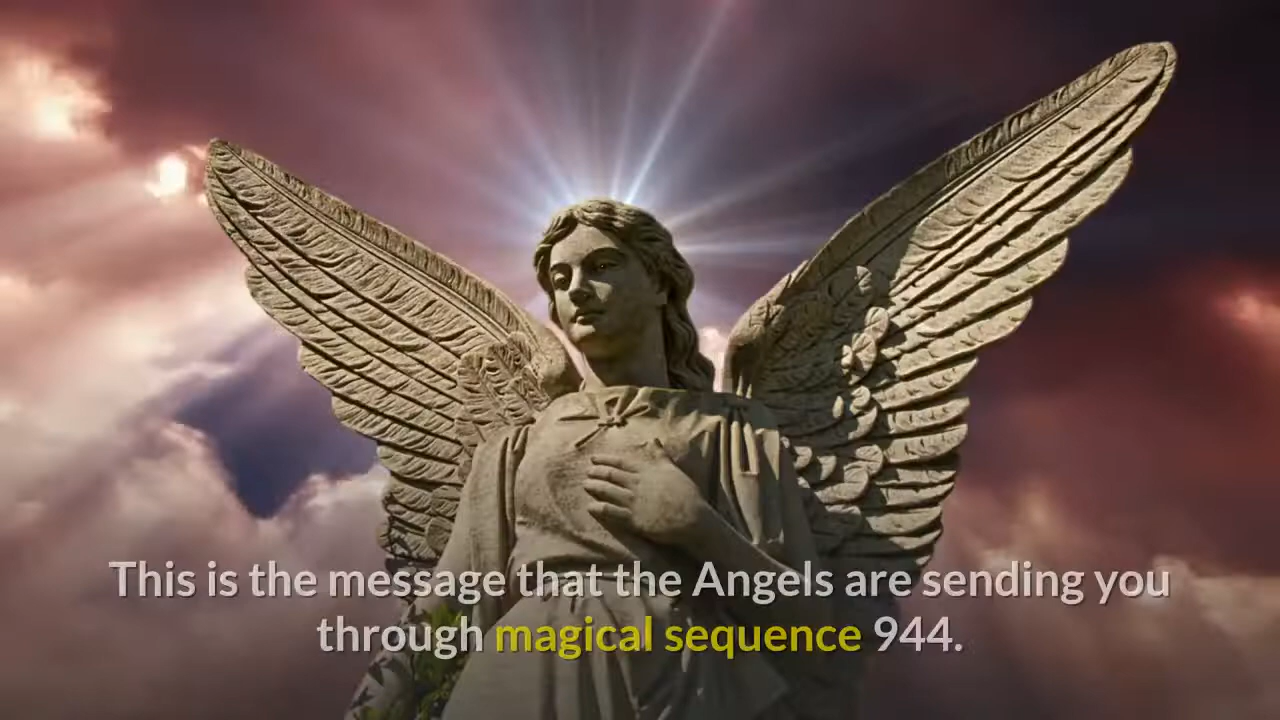 This is the message that the Angels are sending you
through magical sequence 944.